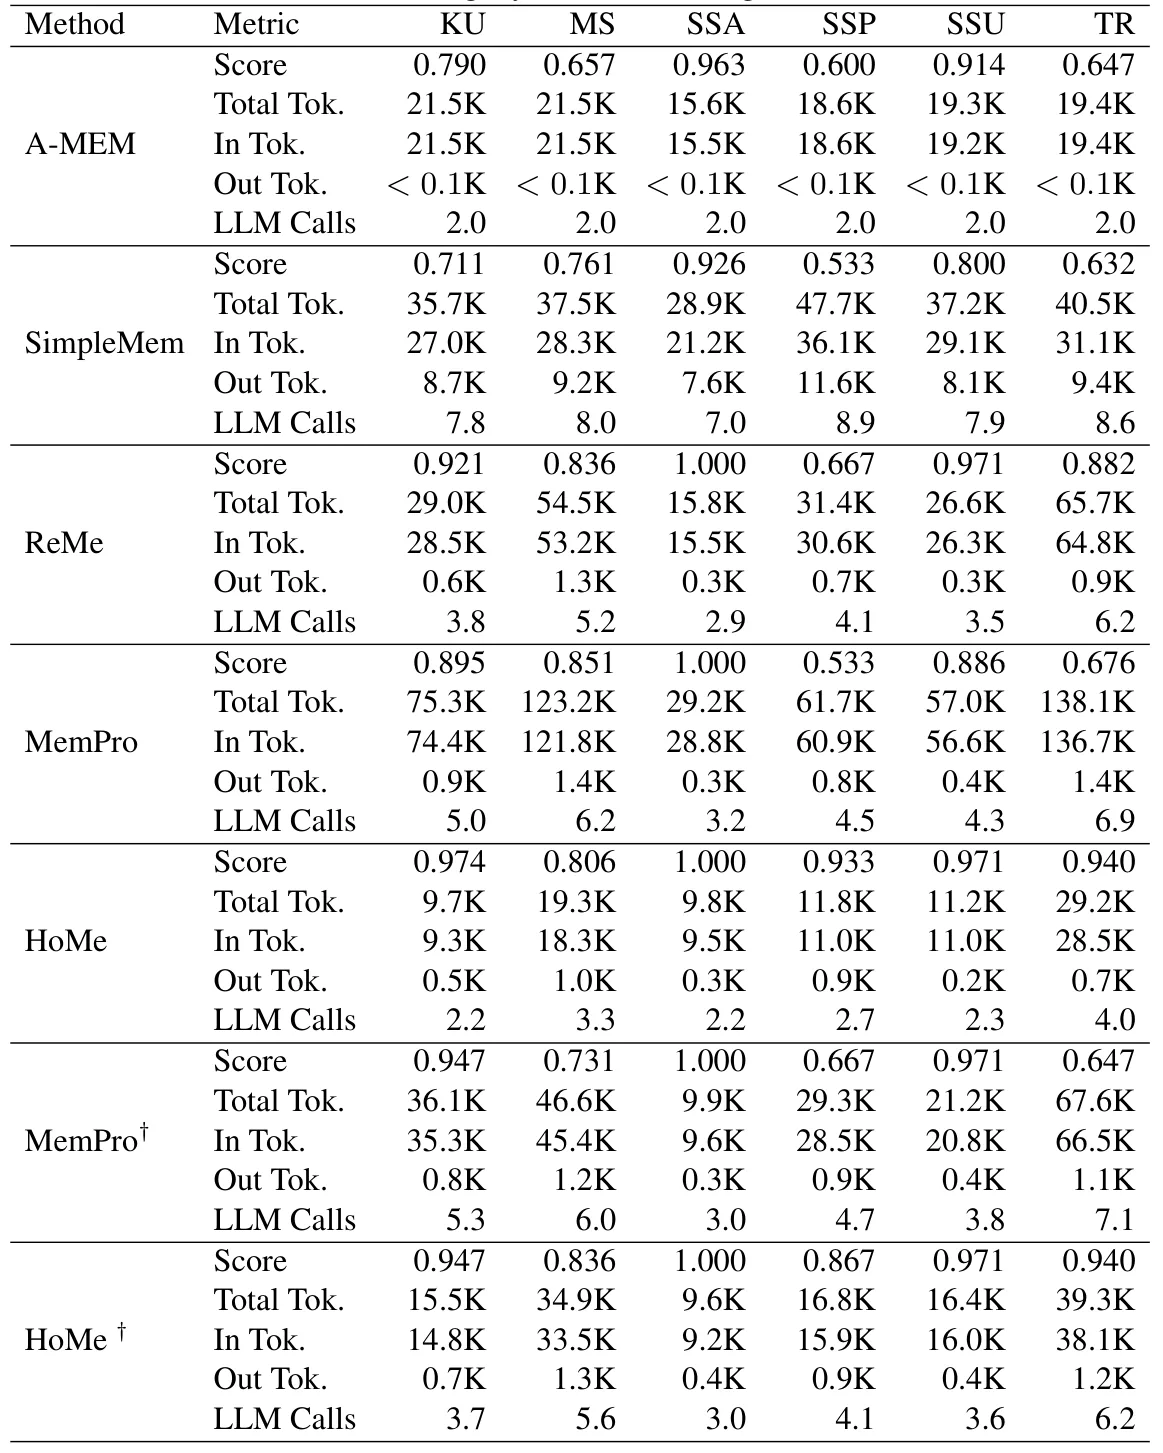 Method Metric KU MS SSA SSP SSU TR
Score 0.790 0.657 0.963 0.600 0.914 0.647
Total Tok. 21.5K 21.5K 15.6K 18.6K 19.3K 19.4K
A-MEM In Tok. 21.5K 21.5K 15.5K 18.6K 19.2K 19.4K
Out Tok. < 0.1K < 0.1K < 0.1K < 0.1K < 0.1K < 0.1K
LLM Calls 2.0 2.0 2.0 2.0 2.0 2.0
Score 0.711 0.761 0.926 0.533 0.800 0.632
Total Tok. 35.7K 37.5K 28.9K 47.7K 37.2K 40.5K
SimpleMem In Tok. 27.0K 28.3K 21.2K 36.1K 29.1K 31.1K
Out Tok. 8.7K 9.2K 7.6K 11.6K 8.1K 9.4K
LLM Calls 7.8 8.0 7.0 8.9 7.9 8.6
Score 0.921 0.836 1.000 0.667 0.971 0.882
Total Tok. 29.0K 54.5K 15.8K 31.4K 26.6K 65.7K
ReMe In Tok. 28.5K 53.2K 15.5K 30.6K 26.3K 64.8K
Out Tok. 0.6K 1.3K 0.3K 0.7K 0.3K 0.9K
LLM Calls 3.8 5.2 2.9 4.1 3.5 6.2
Score 0.895 0.851 1.000 0.533 0.886 0.676
Total Tok. 75.3K 123.2K 29.2K 61.7K 57.0K 138.1K
MemPro In Tok. 74.4K 121.8K 28.8K 60.9K 56.6K 136.7K
Out Tok. 0.9K 1.4K 0.3K 0.8K 0.4K 1.4K
LLM Calls 5.0 6.2 3.2 4.5 4.3 6.9
Score 0.974 0.806 1.000 0.933 0.971 0.940
Total Tok. 9.7K 19.3K 9.8K 11.8K 11.2K 29.2K
HoMe In Tok. 9.3K 18.3K 9.5K 11.0K 11.0K 28.5K
Out Tok. 0.5K 1.0K 0.3K 0.9K 0.2K 0.7K
LLM Calls 2.2 3.3 2.2 2.7 2.3 4.0
Score 0.947 0.731 1.000 0.667 0.971 0.647
Total Tok. 36.1K 46.6K 9.9K 29.3K 21.2K 67.6K
MemPro† In Tok. 35.3K 45.4K 9.6K 28.5K 20.8K 66.5K
Out Tok. 0.8K 1.2K 0.3K 0.9K 0.4K 1.1K
LLM Calls 5.3 6.0 3.0 4.7 3.8 7.1
Score 0.947 0.836 1.000 0.867 0.971 0.940
Total Tok. 15.5K 34.9K 9.6K 16.8K 16.4K 39.3K
HoMe † In Tok. 14.8K 33.5K 9.2K 15.9K 16.0K 38.1K
Out Tok. 0.7K 1.3K 0.4K 0.9K 0.4K 1.2K
LLM Calls 3.7 5.6 3.0 4.1 3.6 6.2